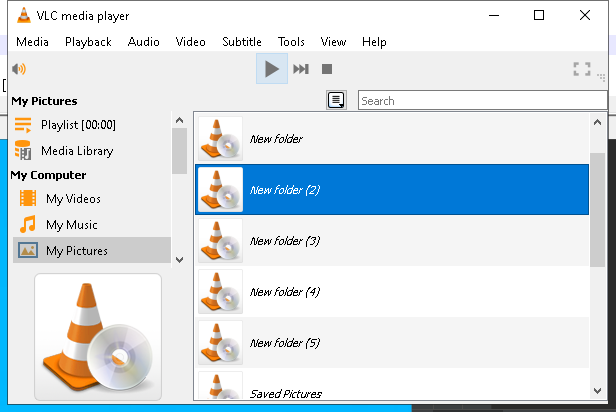 VLC media player
Media Playback Audio Video Subtitle Tools View Help
My Pictures
Search
Playlist [00:00]
Media Library
My Computer
My Videos
My Music
My Pictures
New folder
New folder (2)
New folder (3)
New folder (4)
New folder (5)
Saved Pictures